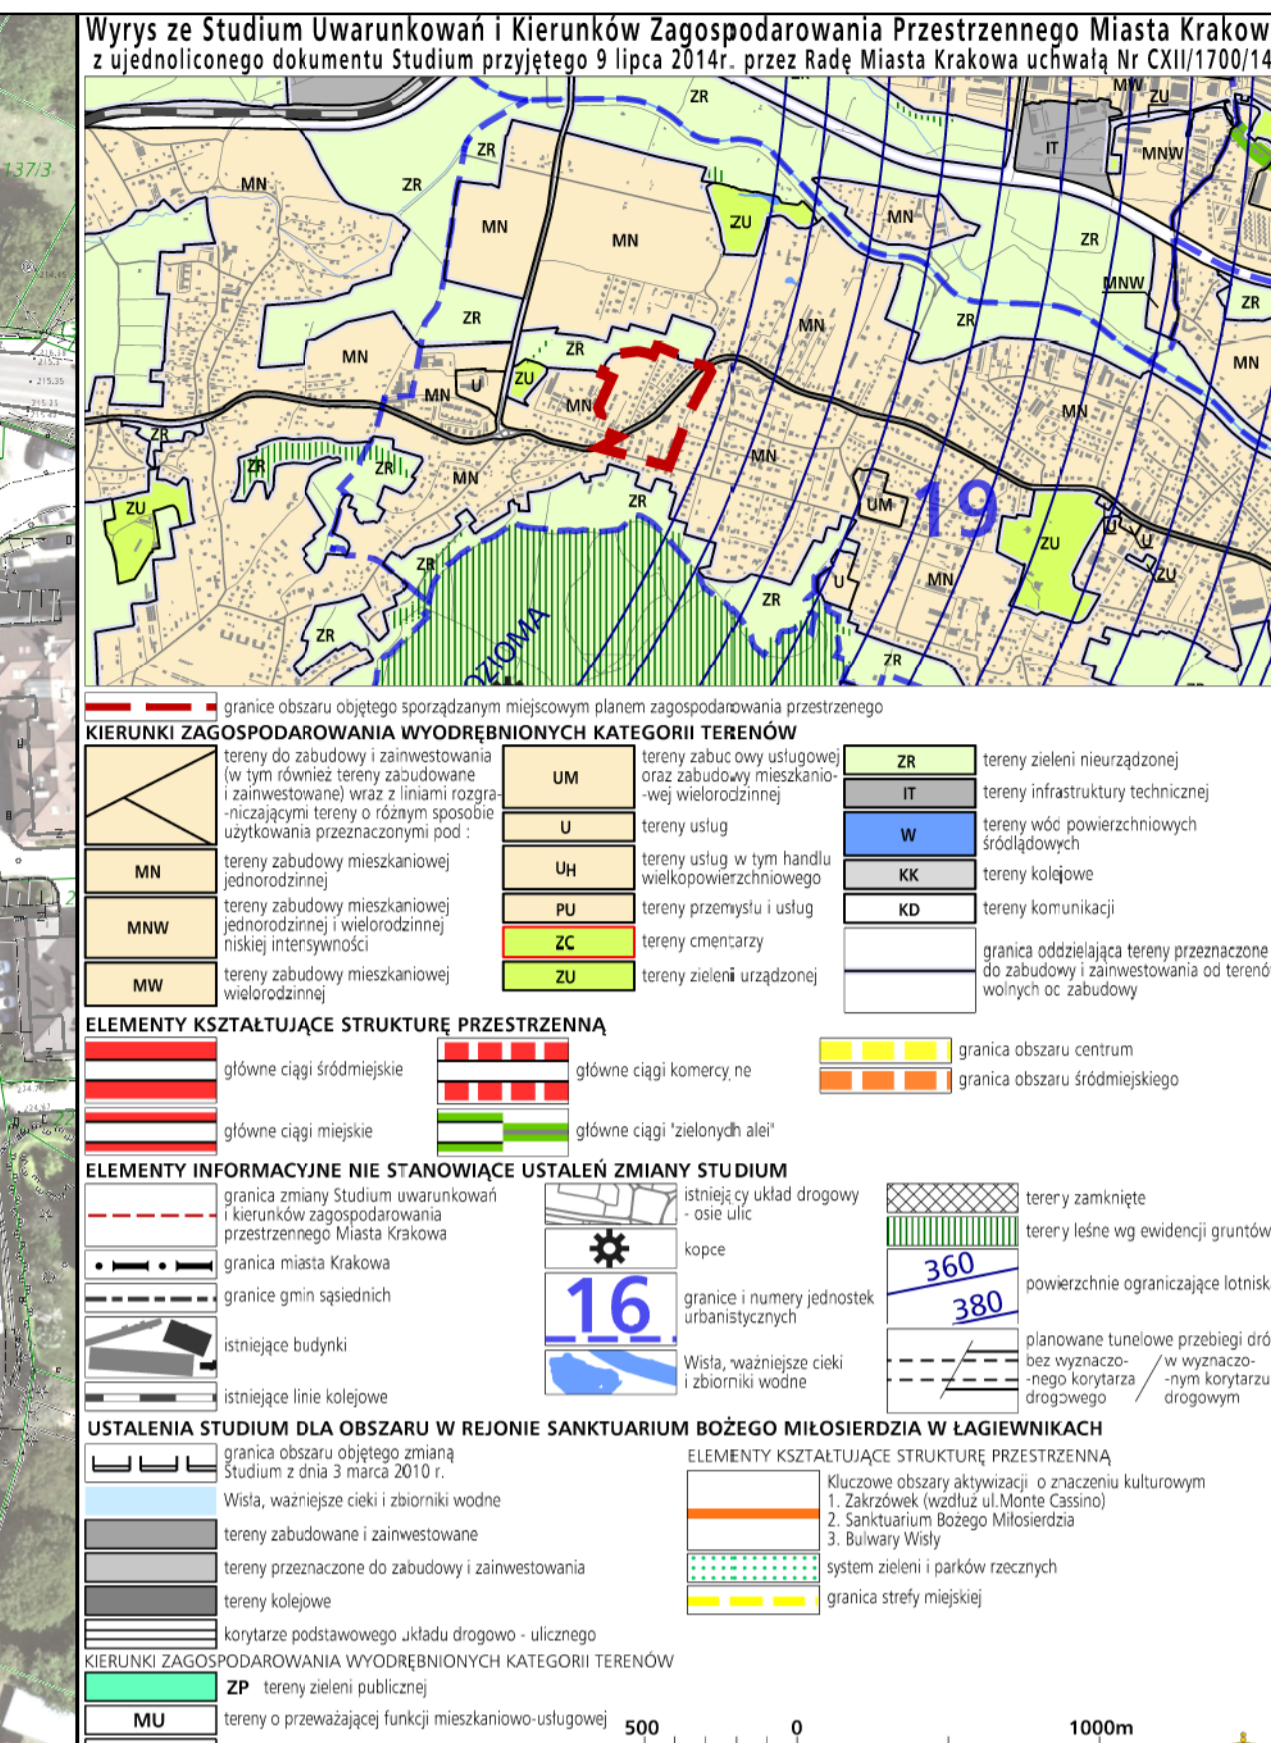 Wyrys ze Studium Uwarunkowań i Kierunków Zagospodarowania Przestrzennego Miasta Krakow
z ujednoliconego dokumentu Studium przyjętego 9 lipca 2014r. przez Radę Miasta Krakowa uchwałą Nr CXII/1700/14
137/3
ZR
MW
ZU
IT
MNW
ZR
ZR
MN
MN
MN
MN
ZU
MN
ZR
MNW
ZR
ZR
ZR
MN
MN
ZR
MN
MN
U
ZU
MN
MN
ZR
ZR
ZR
MN
MN
ZU
ZR
UM
19
ZU
U
U
ZU
ZR
U
MN
ZR
ZR
ZR
OZIOMA
215.35
granice obszaru objętego sporządzanym miejscowym planem zagospodarowania przestrzenego
KIERUNKI ZAGOSPODAROWANIA WYODRĘBNIONYCH KATEGORII TERENÓW
tereny do zabudowy i zainwestowania
(w tym również tereny zabudowane
i zainwestowane) wraz z liniami rozgra-
-niczającymi tereny o różnym sposobie
użytkowania przeznaczonymi pod :
MN
tereny zabudowy mieszkaniowej
jednorodzinnej
MNW
tereny zabudowy mieszkaniowej
jednorodzinnej i wielorodzinnej
niskiej intensywności
MW
tereny zabudowy mieszkaniowej
wielorodzinnej
UM
tereny zabudowy usługowej
oraz zabudowy mieszkanio-
-wej wielorodzinnej
U
tereny usług
UH
tereny usług w tym handlu
wielkopowierzchniowego
PU
tereny przemysłu i usług
ZC
tereny cmentarzy
ZU
tereny zieleni urządzonej
ZR
tereny zieleni nieurządzonej
IT
tereny infrastruktury technicznej
W
tereny wód powierzchniowych
śródlądowych
KK
tereny kolejowe
KD
tereny komunikacji
granica oddzielająca tereny przeznaczone
do zabudowy i zainwestowania od terenó
wolnych od zabudowy
ELEMENTY KSZTAŁTUJĄCE STRUKTURĘ PRZESTRZENNĄ
główne ciągi śródmiejskie
główne ciągi komercyjne
granica obszaru centrum
granica obszaru śródmiejskiego
główne ciągi miejskie
główne ciągi "zielonych alei"
ELEMENTY INFORMACYJNE NIE STANOWIĄCE USTALEŃ ZMIANY STUDIUM
granica zmiany Studium uwarunkowań
i kierunków zagospodarowania
przestrzennego Miasta Krakowa
granica miasta Krakowa
granice gmin sąsiednich
istniejące budynki
istniejące linie kolejowe
istniejący układ drogowy
- osie ulic
kopce
16
granice i numery jednostek
urbanistycznych
Wisła, ważniejsze cieki
i zbiorniki wodne
tereny zamknięte
tereny leśne wg ewidencji gruntów
360
380
powierzchnie ograniczające lotnisk
planowane tunelowe przebiegi dró
bez wyznaczo-
-nego korytarza
drogowego
w wyznaczo-
-nym korytarzu
drogowym
USTALENIA STUDIUM DLA OBSZARU W REJONIE SANKTUARIUM BOŻEGO MIŁOSIERDZIA W ŁAGIEWNIKACH
granica obszaru objętego zmianą
Studium z dnia 3 marca 2010 r.
Wisła, ważniejsze cieki i zbiorniki wodne
tereny zabudowane i zainwestowane
tereny przeznaczone do zabudowy i zainwestowania
tereny kolejowe
korytarze podstawowego układu drogowo - ulicznego
ELEMENTY KSZTAŁTUJĄCE STRUKTURĘ PRZESTRZENNĄ
Kluczowe obszary aktywizacji o znaczeniu kulturowym
1. Zakrzówek (wzdłuż ul.Monte Cassino)
2. Sanktuarium Bożego Miłosierdzia
3. Bulwary Wisły
system zieleni i parków rzecznych
granica strefy miejskiej
KIERUNKI ZAGOSPODAROWANIA WYODRĘBNIONYCH KATEGORII TERENÓW
ZP tereny zieleni publicznej
MU tereny o przeważającej funkcji mieszkaniowo-usługowej
500 0 1000m